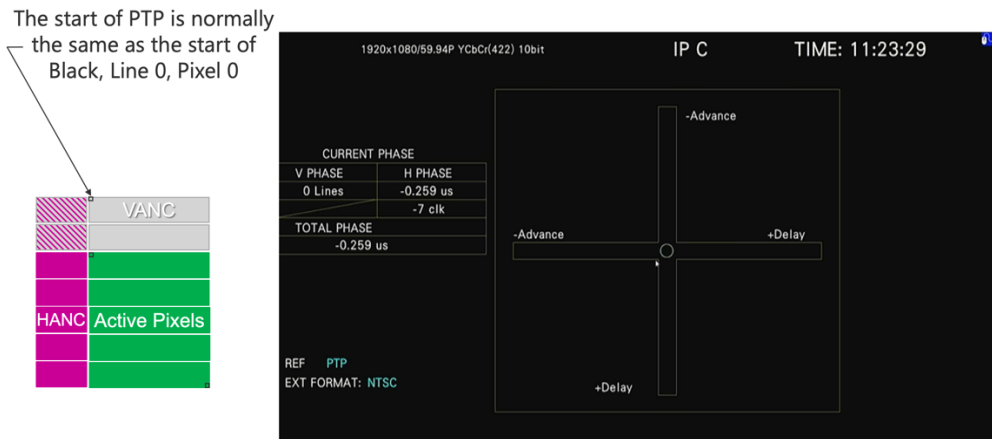 The start of PTP is normally
the same as the start of
Black, Line 0, Pixel 0
VANC
HANC Active Pixels
1920x1080/59.94P YCbCr(422) 10bit
IP C
TIME: 11:23:29
CURRENT PHASE
V PHASE H PHASE
0 Lines -0.259 us
-7 clk
TOTAL PHASE
-0.259 us
-Advance
-Advance
+Delay
+Delay
REF PTP
EXT FORMAT: NTSC